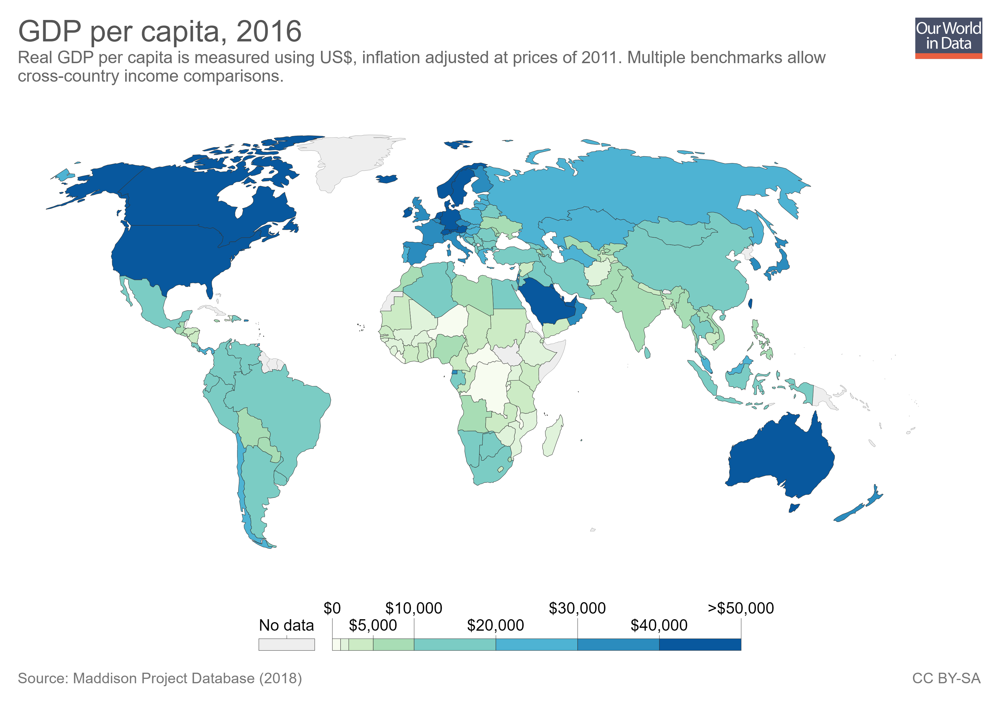 GDP per capita, 2016
Our World
in Data
Real GDP per capita is measured using US$, inflation adjusted at prices of 2011. Multiple benchmarks allow
cross-country income comparisons.
$0 $10,000 $30,000 >$50,000
No data $5,000 $20,000 $40,000
Source: Maddison Project Database (2018) CC BY-SA